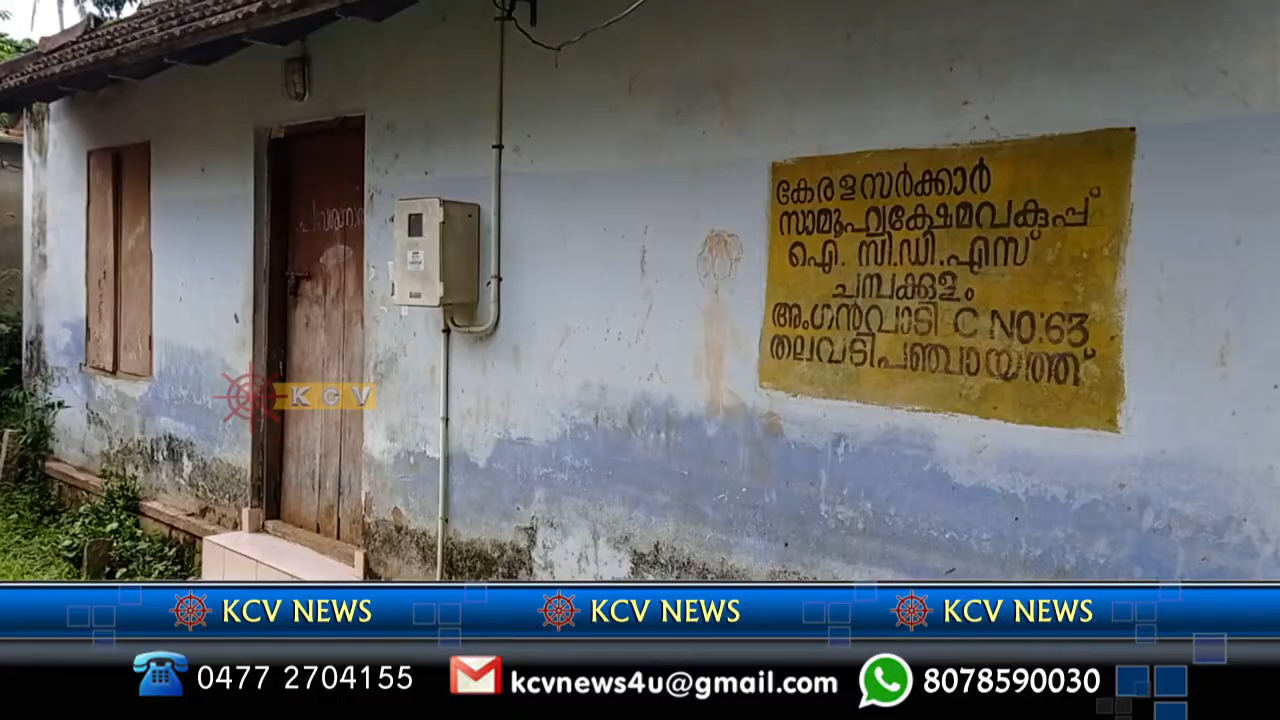 കേരളസർക്കാർ
സാമൂഹ്യക്ഷേമവകുപ്പ്
ഐ. സി.ഡി.എസ്
ചമ്പക്കുളം
അംഗൻവാടി C NO:63
തലവടിപഞ്ചായത്ത്
KCV
KCV NEWS KCV NEWS KCV NEWS
0477 2704155 kcvnews4u@gmail.com 8078590030